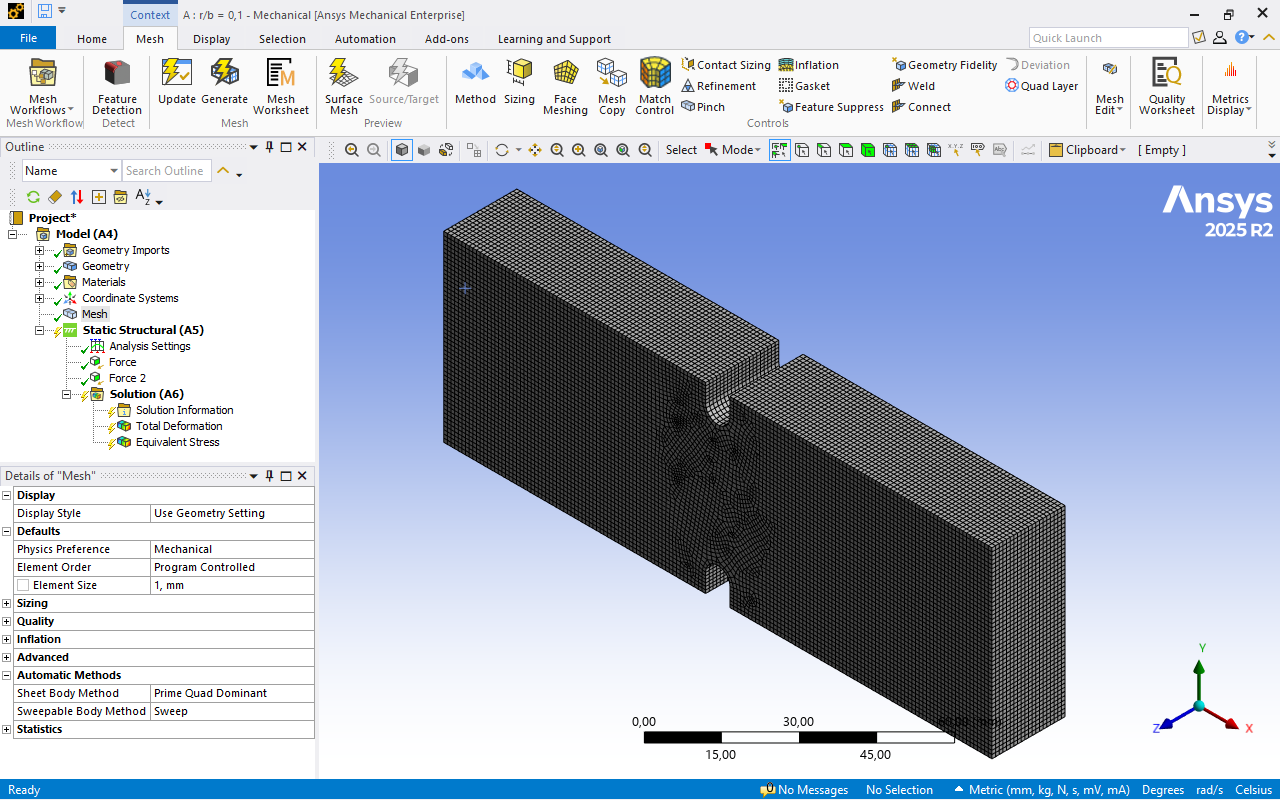 Context
A : r/b = 0,1 - Mechanical [Ansys Mechanical Enterprise]
File Home Mesh Display Selection Automation Add-ons Learning and Support
Quick Launch
Mesh Workflows
Feature Detection
Update
Generate
Mesh Worksheet
Surface Mesh
Source/Target
Method
Sizing
Face Meshing
Mesh Copy
Match Control
Contact Sizing
Refinement
Pinch
Inflation
Gasket
Feature Suppress
Geometry Fidelity
Weld
Connect
Deviation
Quad Layer
Mesh Edit
Quality Worksheet
Metrics Display
Mesh Workflow Detect Mesh Preview Controls
Outline
Name Search Outline
Select Mode Clipboard [ Empty ]
Project*
Model (A4)
Geometry Imports
Geometry
Materials
Coordinate Systems
Mesh
Static Structural (A5)
Analysis Settings
Force
Force 2
Solution (A6)
Solution Information
Total Deformation
Equivalent Stress
Details of "Mesh"
Display
Display Style Use Geometry Setting
Defaults
Physics Preference Mechanical
Element Order Program Controlled
Element Size 1, mm
Sizing
Quality
Inflation
Advanced
Automatic Methods
Sheet Body Method Prime Quad Dominant
Sweepable Body Method Sweep
Statistics
Ansys
2025 R2
0,00 30,00 60,00 mm
15,00 45,00
Y
Z X
Ready
0 No Messages No Selection Metric (mm, kg, N, s, mV, mA) Degrees rad/s Celsius